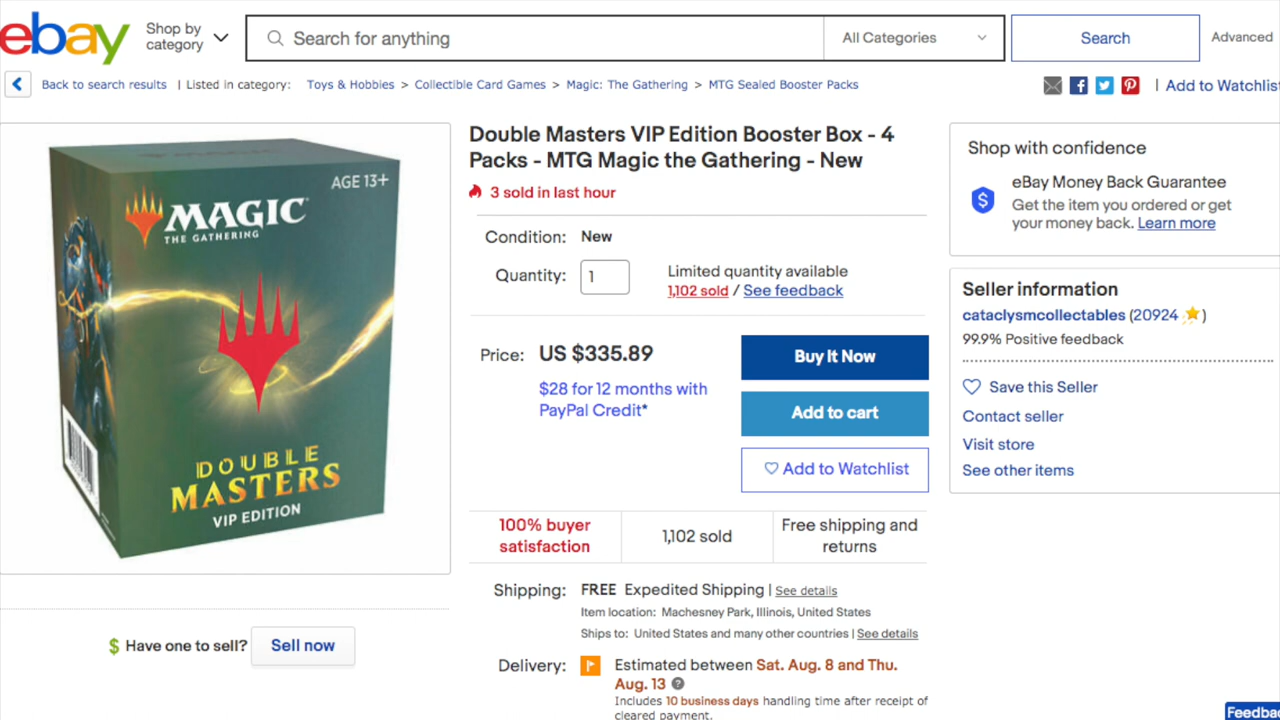 ebay
Shop by
category
Search for anything
All Categories
Search
Advanced
Back to search results | Listed in category: Toys & Hobbies > Collectible Card Games > Magic: The Gathering > MTG Sealed Booster Packs
| Add to Watchlist
AGE 13+
MAGIC
THE GATHERING
DOUBLE
MASTERS
VIP EDITION
$ Have one to sell?
Sell now
Double Masters VIP Edition Booster Box - 4
Packs - MTG Magic the Gathering - New
3 sold in last hour
Condition: New
Quantity: 1
Limited quantity available
1,102 sold / See feedback
Price: US $335.89
$28 for 12 months with
PayPal Credit*
Buy It Now
Add to cart
Add to Watchlist
100% buyer
satisfaction
1,102 sold
Free shipping and
returns
Shipping: FREE Expedited Shipping | See details
Item location: Machesney Park, Illinois, United States
Ships to: United States and many other countries | See details
Delivery: Estimated between Sat. Aug. 8 and Thu.
Aug. 13 ?
Includes 10 business days handling time after receipt of
cleared payment.
Shop with confidence
eBay Money Back Guarantee
Get the item you ordered or get
your money back. Learn more
Seller information
cataclysmcollectables (20924 )
99.9% Positive feedback
Save this Seller
Contact seller
Visit store
See other items
Feedba